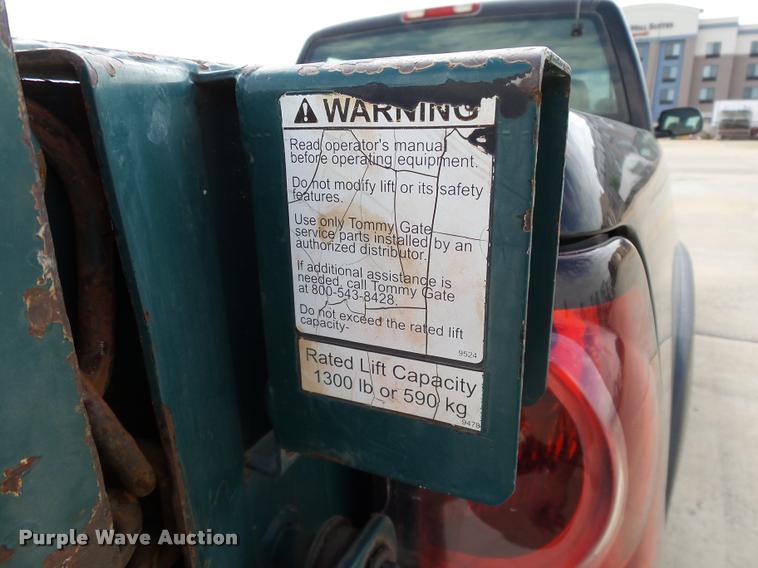 WARNING
Read operator's manual
before operating equipment.
Do not modify lift or its safety
features.
Use only Tommy Gate
service parts installed by an
authorized distributor.
If additional assistance is
needed, call Tommy Gate
at 800-543-8428.
Do not exceed the rated lift
capacity-
9524
Rated Lift Capacity
1300 lb or 590 kg
9478
Purple Wave Auction